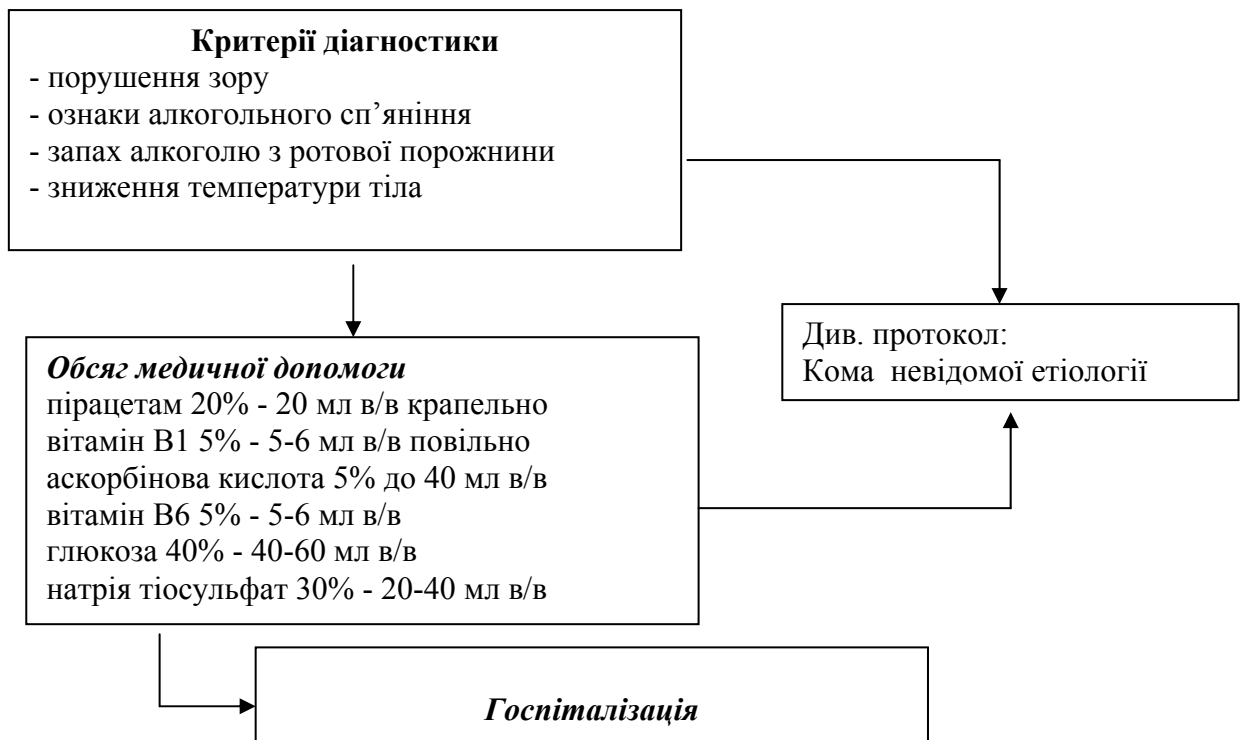 Критерії діагностики
- порушення зору
- ознаки алкогольного сп’яніння
- запах алкоголю з ротової порожнини
- зниження температури тіла
Див. протокол:
Кома невідомої етіології
Обсяг медичної допомоги
пірацетам 20% - 20 мл в/в крапельно
вітамін В1 5% - 5-6 мл в/в повільно
аскорбінова кислота 5% до 40 мл в/в
вітамін В6 5% - 5-6 мл в/в
глюкоза 40% - 40-60 мл в/в
натрія тіосульфат 30% - 20-40 мл в/в
Госпіталізація